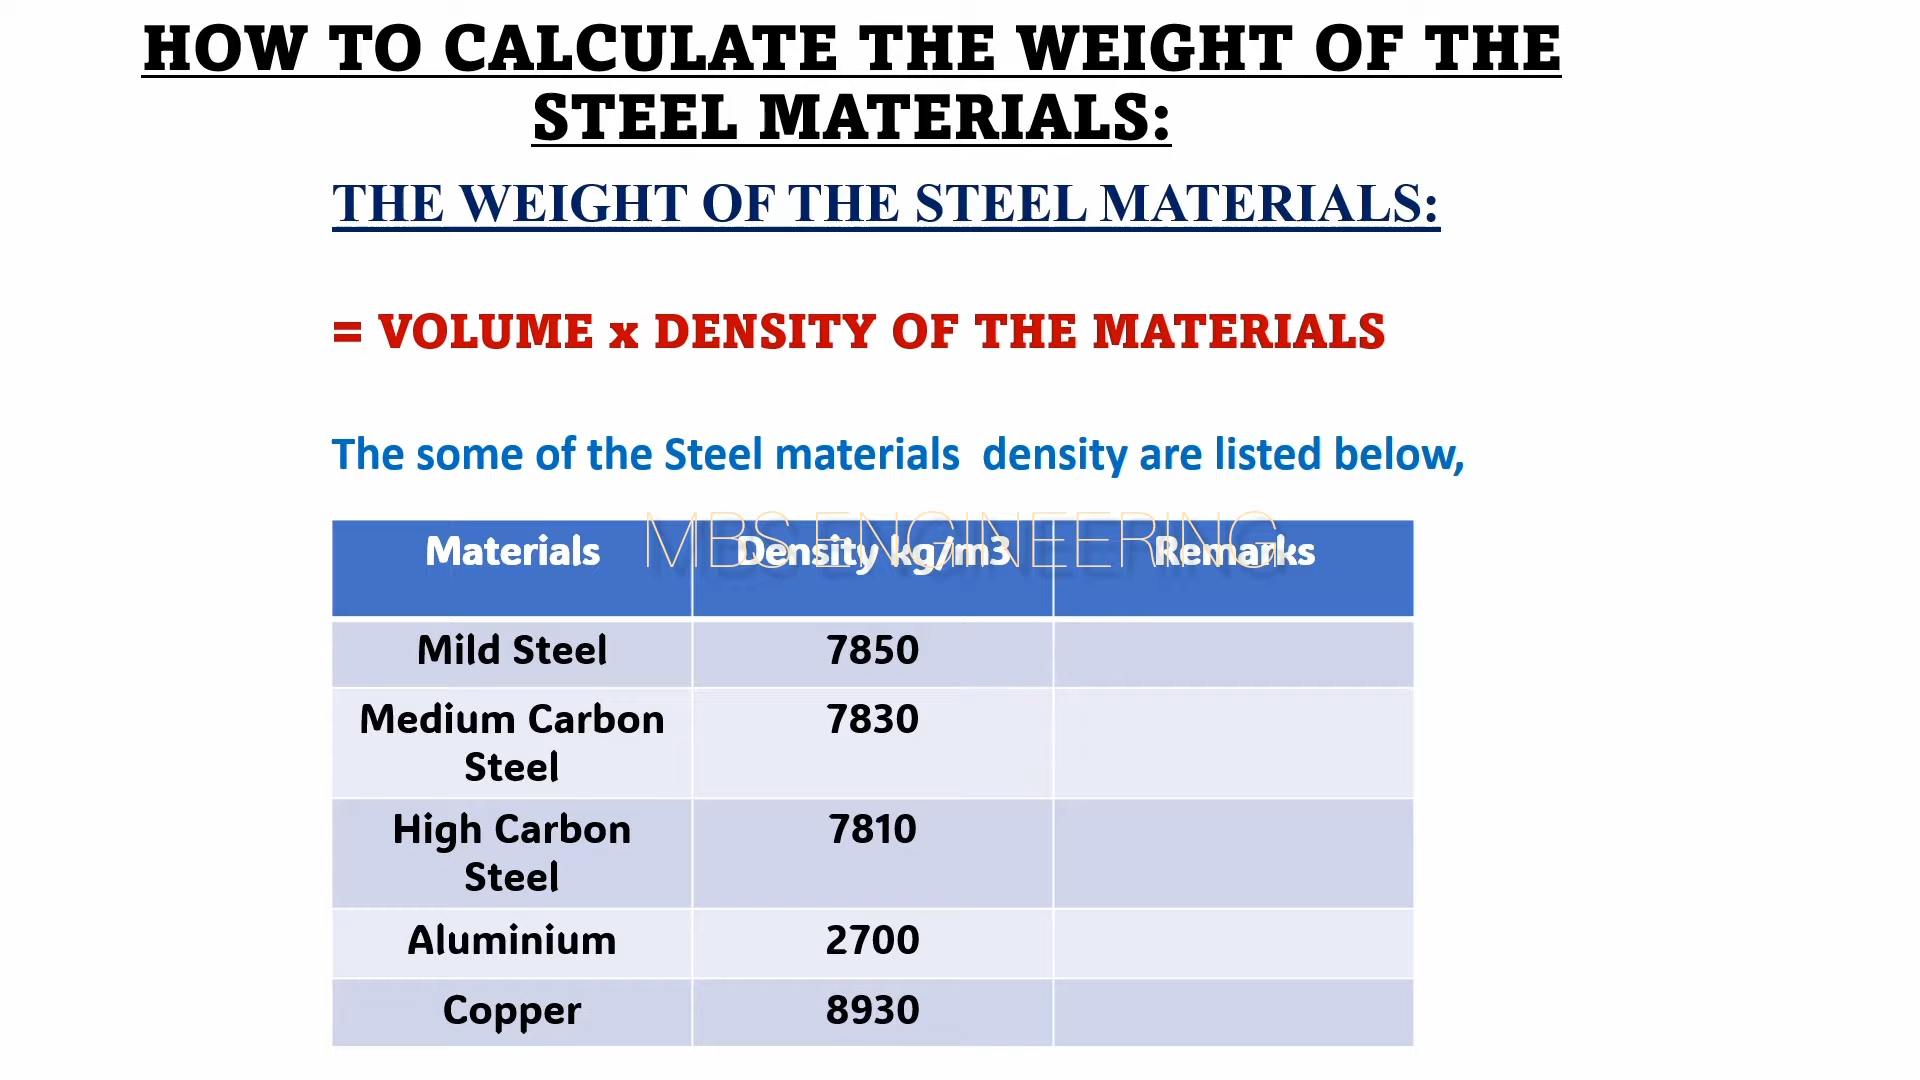 HOW TO CALCULATE THE WEIGHT OF THE
STEEL MATERIALS:
THE WEIGHT OF THE STEEL MATERIALS:
= VOLUME x DENSITY OF THE MATERIALS
The some of the Steel materials density are listed below,
MBS ENGINEERING
Materials Density kg/m3 Remarks
Mild Steel 7850
Medium Carbon 7830
Steel
High Carbon 7810
Steel
Aluminium 2700
Copper 8930